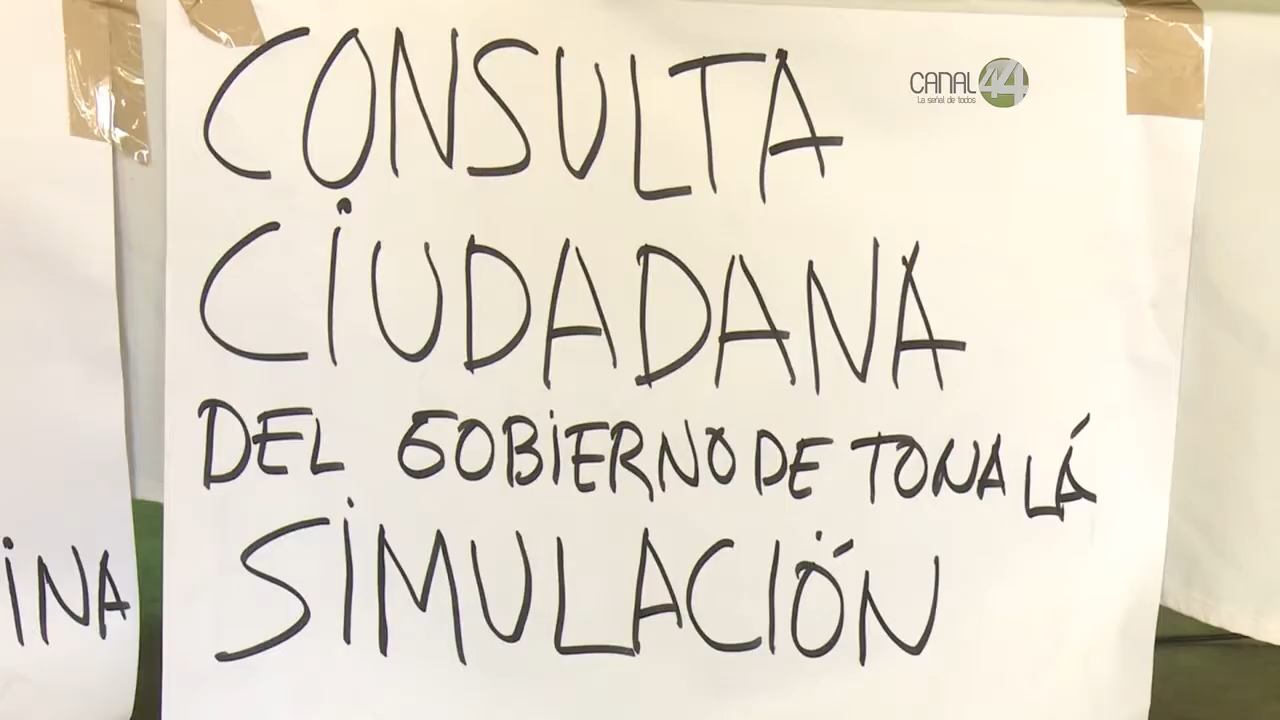 CONSULTA
CANAL 44
La señal de todos
CiUDADANA
DEL GOBiERNO DE TONALÁ
SiMULACIÓN
iNA